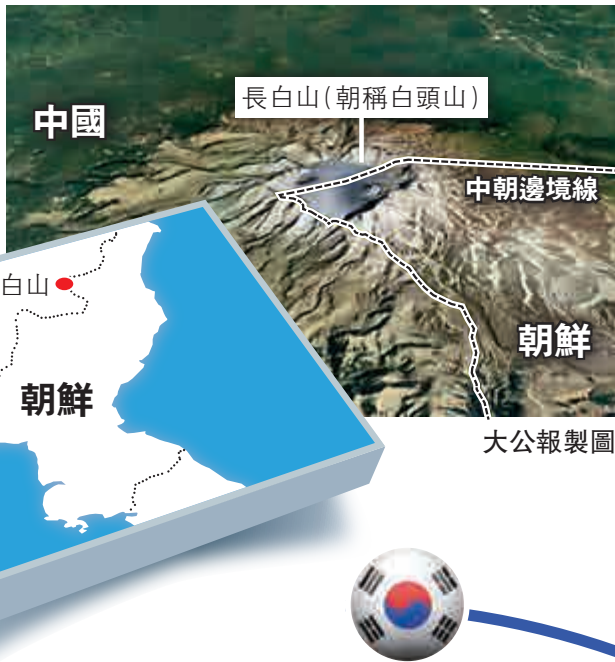 長白山(朝稱白頭山)
中國
中朝邊境線
朝鮮
白山
朝鮮
大公報製圖